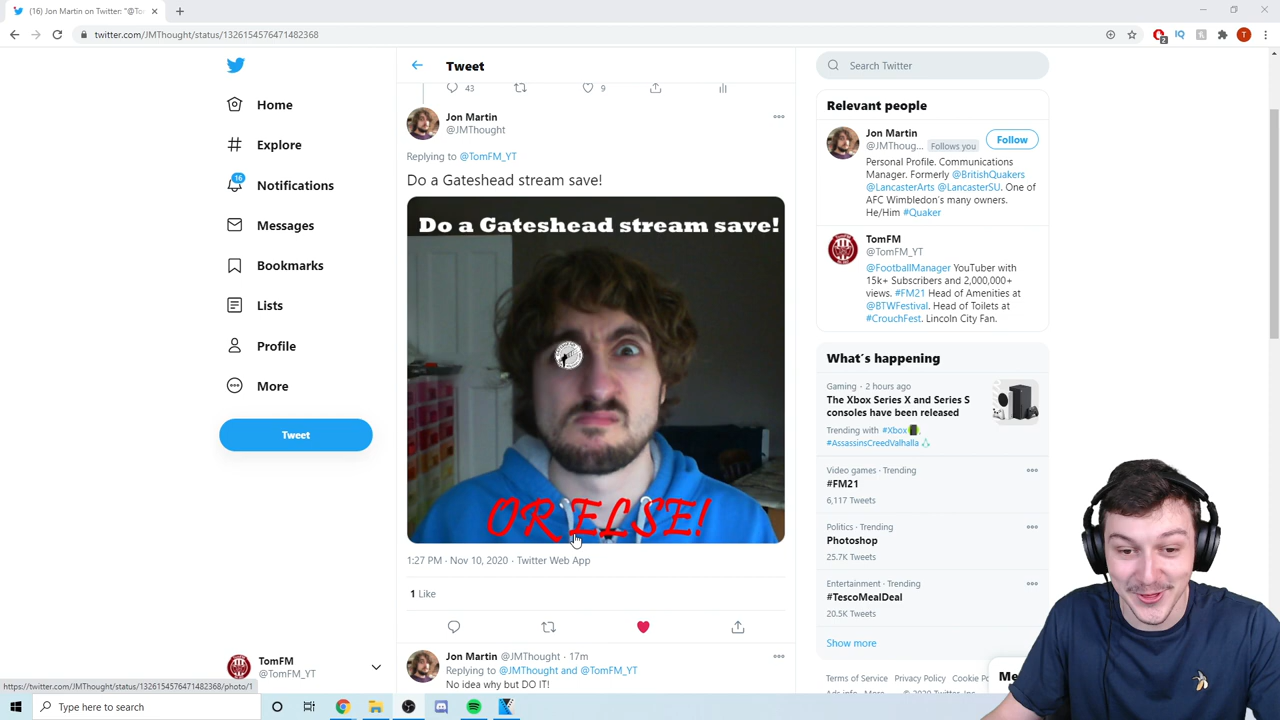 (16) Jon Martin on Twitter: "@To
twitter.com/JMThought/status/1326154576471482368
Home
Explore
16
Notifications
Messages
Bookmarks
Lists
Profile
More
Tweet
TomFM
@TomFM_YT
https://twitter.com/JMThought/status/1326154576471482368/photo/1
Tweet
43
9
Jon Martin
@JMThought
Replying to @TomFM_YT
Do a Gateshead stream save!
Do a Gateshead stream save!
OR ELSE!
1:27 PM · Nov 10, 2020 · Twitter Web App
1 Like
Jon Martin @JMThought · 17m
Replying to @JMThought and @TomFM_YT
No idea why but DO IT!
Search Twitter
Relevant people
Jon Martin
@JMThoug... Follows you
Follow
Personal Profile. Communications
Manager. Formerly @BritishQuakers
@LancasterArts @LancasterSU. One of
AFC Wimbledon's many owners.
He/Him #Quaker
TomFM
@TomFM_YT
@FootballManager YouTuber with
15k+ Subscribers and 2,000,000+
views. #FM21 Head of Amenities at
@BTWFestival. Head of Toilets at
#CrouchFest. Lincoln City Fan.
What's happening
Gaming · 2 hours ago
The Xbox Series X and Series S
consoles have been released
Trending with #Xbox
#AssassinsCreedValhalla
Video games · Trending
#FM21
6,117 Tweets
Politics · Trending
Photoshop
25.7K Tweets
Entertainment · Trending
#TescoMealDeal
20.5K Tweets
Show more
Terms of Service Privacy Policy Cookie Po
Me
Type here to search